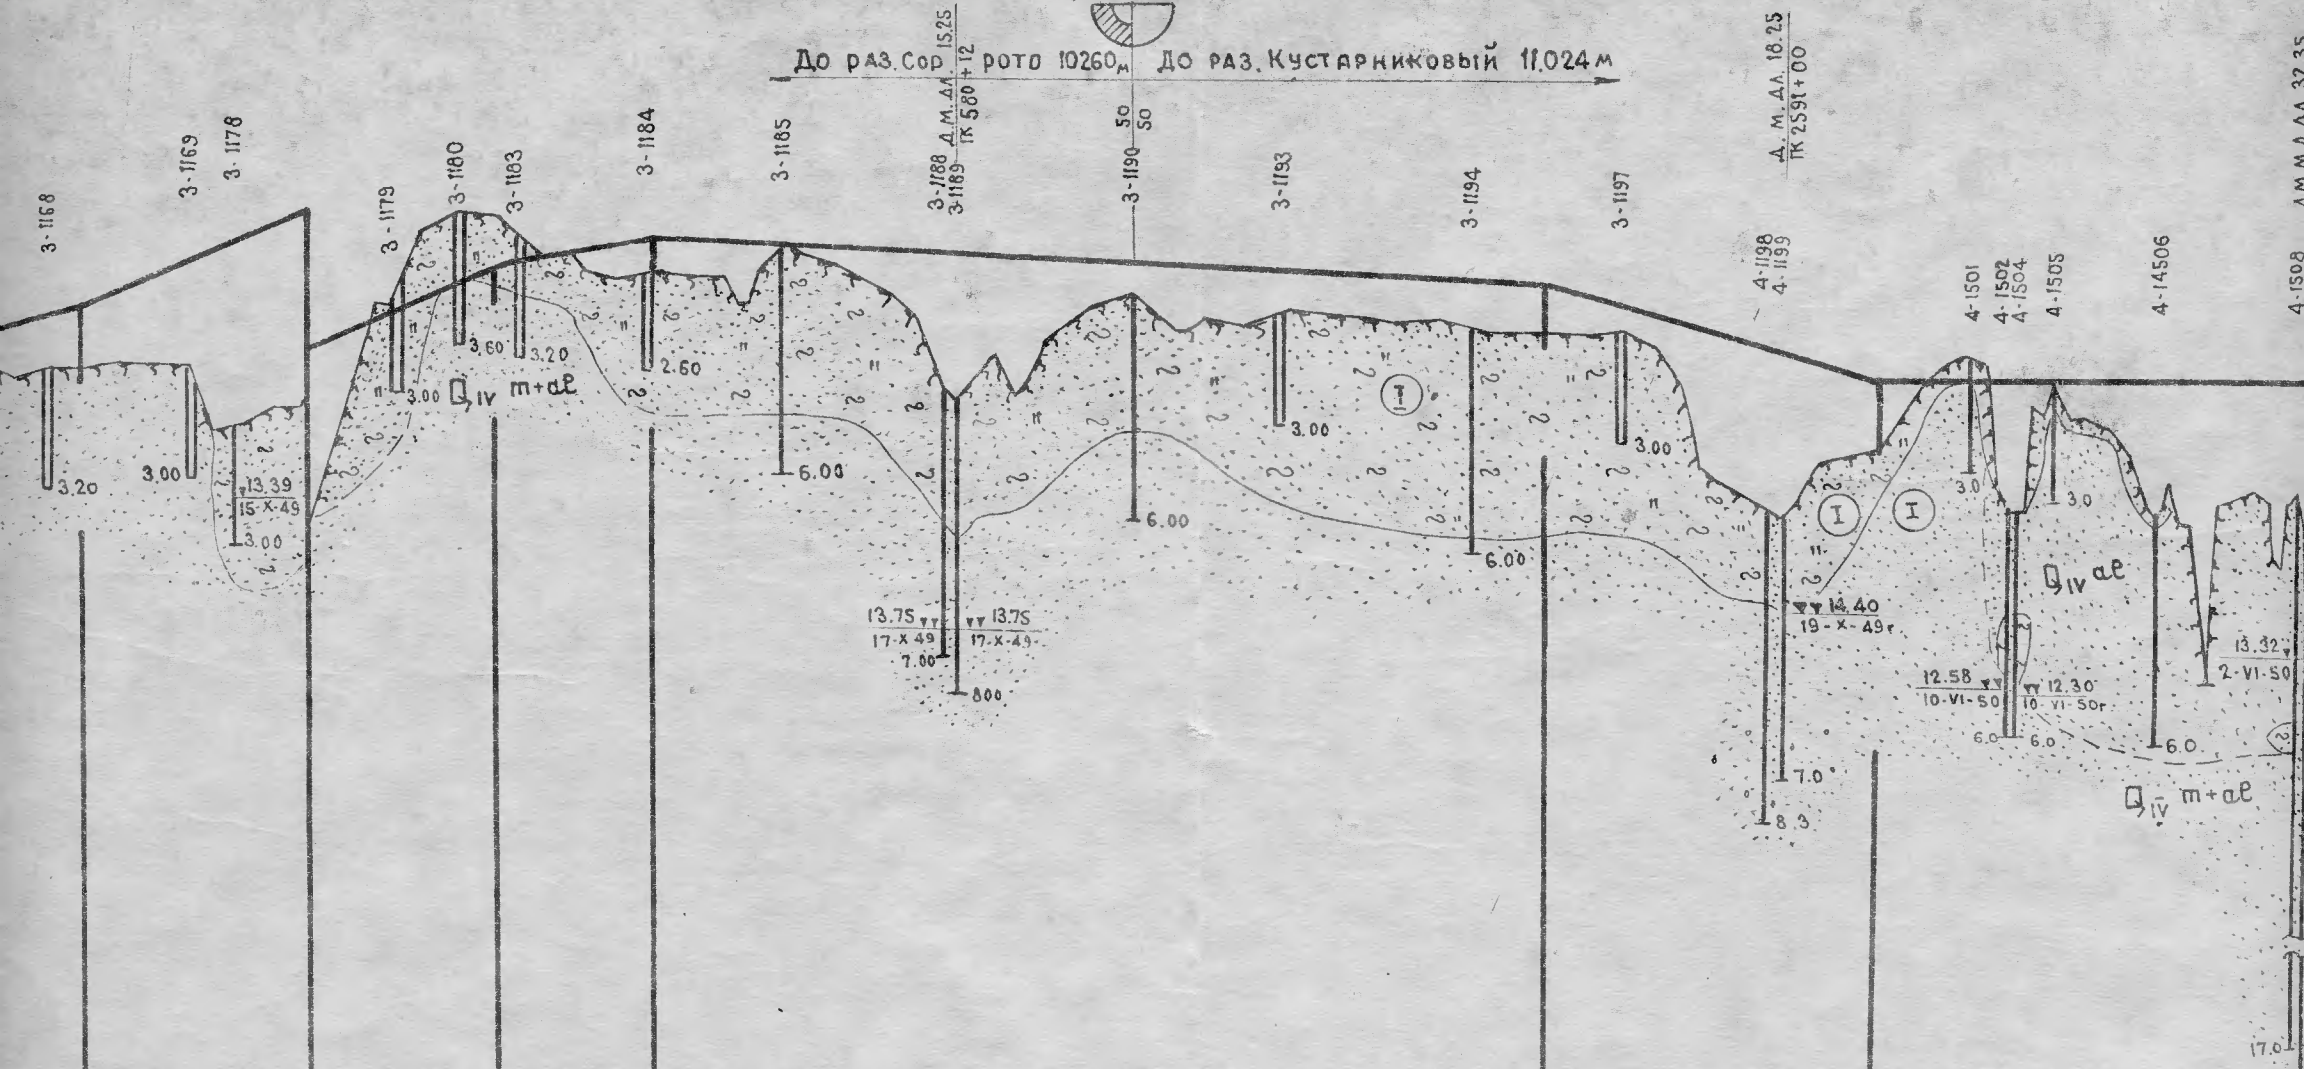 До раз. Сор рото 10260м До раз. Кустарниковый 11.024м
Д.М. дл. 15.25
ПК 580+12
Д. М. дл. 18.25
ПК 2591+00
50
50
3-1168
3-1169
3-1178
3-1179
3-1180
3-1183
3-1184
3-1185
3-1188
3-1189
3-1190
3-1193
3-1194
3-1197
4-1198
4-1199
4-1501
4-1502
4-1504
4-1505
4-14506
4-1508
3.20
3.00
13.39
15-X-49
3.00
3.00
3.60
3.20
Q IV m+al
2.60
6.00
13.75
17-X 49
7.00
13.75
17-X-49
800
6.00
3.00
I
6.00
3.00
14.40
19-X-49г
7.0
8.3
I
I
3.0
3.0
Q IV al
12.58
10-VI-50
12.30
10-VI-50г
6.0
6.0
6.0
13.32
2-VI-50
Q IV m+al
17.0